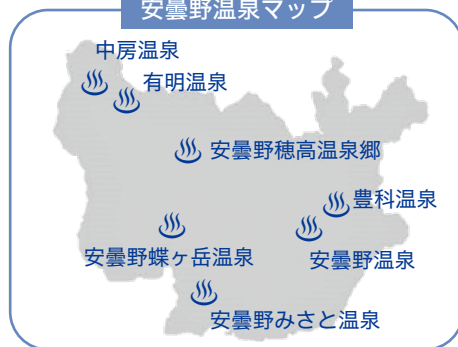 安曇野温泉マップ
中房温泉
有明温泉
安曇野穂高温泉郷
豊科温泉
安曇野蝶ヶ岳温泉
安曇野温泉
安曇野みさと温泉